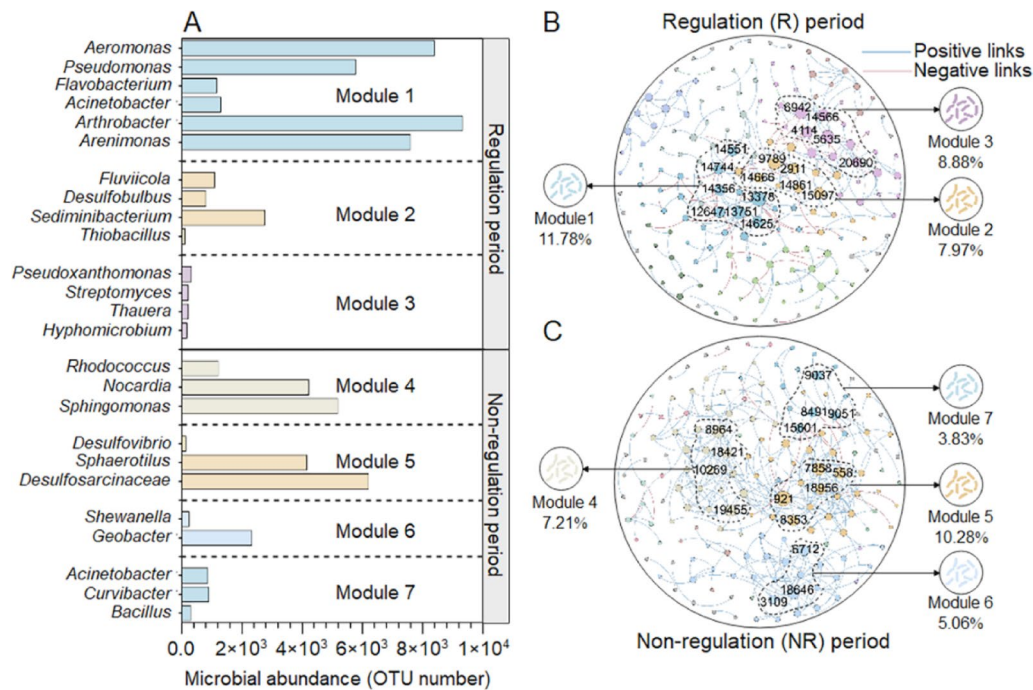 A
Aeromonas
Pseudomonas
Flavobacterium
Acinetobacter
Arthrobacter
Arenimonas
Module 1
Fluviicola
Desulfobulbus
Sediminibacterium
Thiobacillus
Module 2
Pseudoxanthomonas
Streptomyces
Thauera
Hyphomicrobium
Module 3
Regulation period
Rhodococcus
Nocardia
Sphingomonas
Module 4
Desulfovibrio
Sphaerotilus
Desulfosarcinaceae
Module 5
Shewanella
Geobacter
Module 6
Acinetobacter
Curvibacter
Bacillus
Module 7
Non-regulation period
0.0 2×10³ 4×10³ 6×10³ 8×10³ 1×10⁴
Microbial abundance (OTU number)
B
Regulation (R) period
Positive links
Negative links
6942
14566
4114
5635
20690
14551
9789
14744
2911
14666
14356
14861
13378
15097
12647
13751
14625
Module1
11.78%
Module 3
8.88%
Module 2
7.97%
C
9037
8491
9051
15601
8964
18421
10269
7858
558
18956
921
19455
8353
6712
18646
3109
Module 4
7.21%
Module 7
3.83%
Module 5
10.28%
Module 6
5.06%
Non-regulation (NR) period